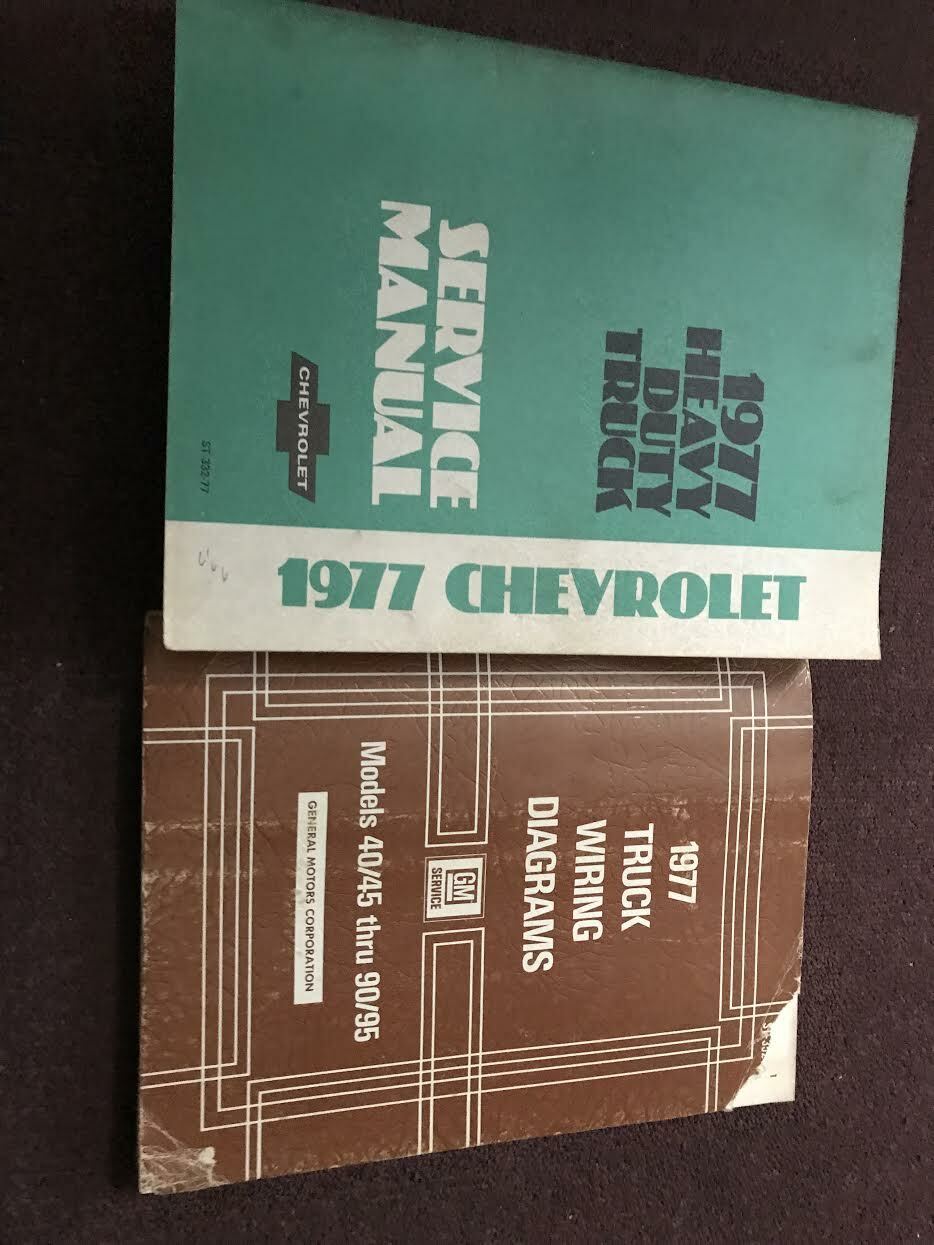 1977
HEAVY
DUTY
TRUCK
SERVICE
MANUAL
CHEVROLET
ST 332-77
1977 CHEVROLET
1977
TRUCK
WIRING
DIAGRAMS
GM
SERVICE
Models 40/45 thru 90/95
GENERAL MOTORS CORPORATION